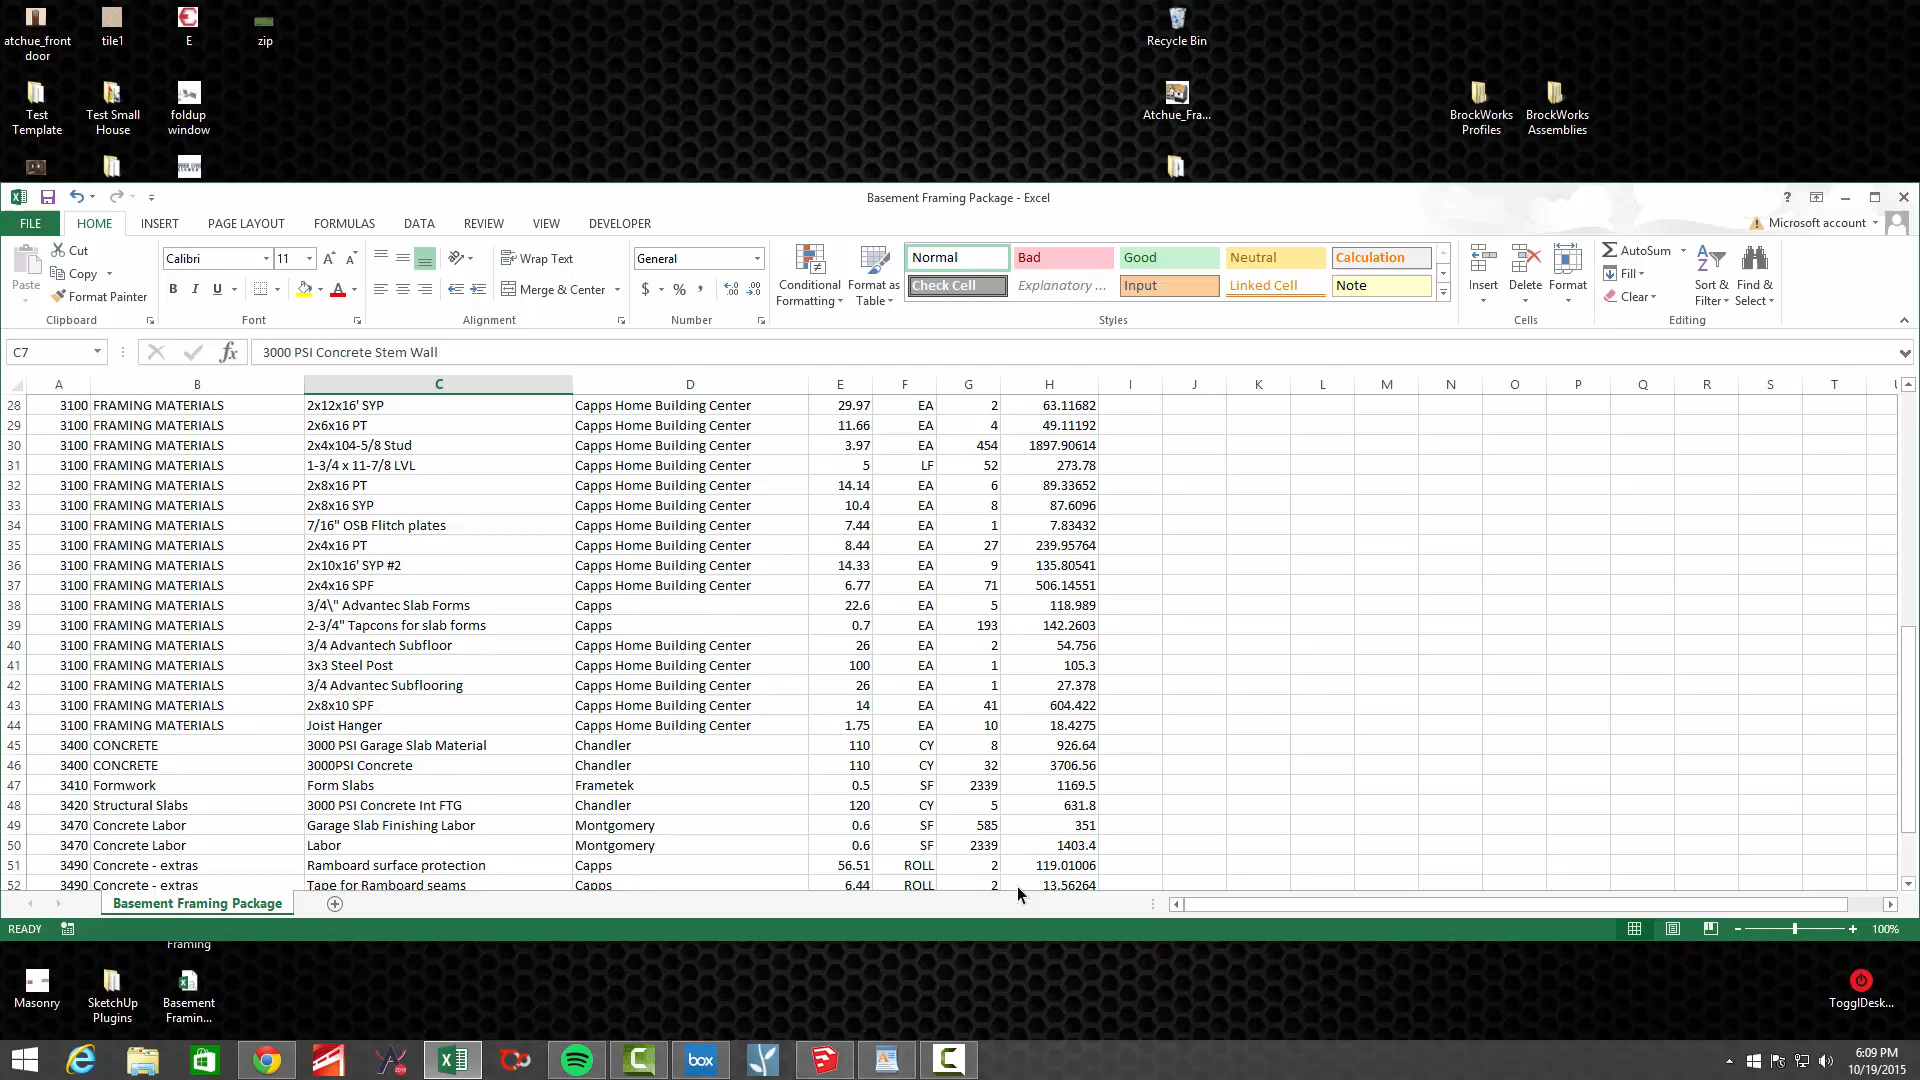 atchue_front
door
tile1
E
zip
Recycle Bin
Test
Template
Test Small
House
foldup
window
Atchue_Fra...
BrockWorks
Profiles
BrockWorks
Assemblies
Basement Framing Package - Excel
FILE HOME INSERT PAGE LAYOUT FORMULAS DATA REVIEW VIEW DEVELOPER Microsoft account
Paste Cut Copy Format Painter
Clipboard
Calibri 11
B I U A
Font
Wrap Text
Merge & Center
Alignment
General
$ % ,
Number
Conditional
Formatting
Format as
Table
Normal Bad Good Neutral Calculation
Check Cell Explanatory ... Input Linked Cell Note
Styles
Insert Delete Format
Cells
AutoSum
Fill
Clear
Sort &
Filter
Find &
Select
Editing
C7 fx 3000 PSI Concrete Stem Wall
A B C D E F G H I J K L M N O P Q R S T
28 3100 FRAMING MATERIALS 2x12x16' SYP Capps Home Building Center 29.97 EA 2 63.11682
29 3100 FRAMING MATERIALS 2x6x16 PT Capps Home Building Center 11.66 EA 4 49.11192
30 3100 FRAMING MATERIALS 2x4x104-5/8 Stud Capps Home Building Center 3.97 EA 454 1897.90614
31 3100 FRAMING MATERIALS 1-3/4 x 11-7/8 LVL Capps Home Building Center 5 LF 52 273.78
32 3100 FRAMING MATERIALS 2x8x16 PT Capps Home Building Center 14.14 EA 6 89.33652
33 3100 FRAMING MATERIALS 2x8x16 SYP Capps Home Building Center 10.4 EA 8 87.6096
34 3100 FRAMING MATERIALS 7/16" OSB Flitch plates Capps Home Building Center 7.44 EA 1 7.83432
35 3100 FRAMING MATERIALS 2x4x16 PT Capps Home Building Center 8.44 EA 27 239.95764
36 3100 FRAMING MATERIALS 2x10x16' SYP #2 Capps Home Building Center 14.33 EA 9 135.80541
37 3100 FRAMING MATERIALS 2x4x16 SPF Capps Home Building Center 6.77 EA 71 506.14551
38 3100 FRAMING MATERIALS 3/4\" Advantec Slab Forms Capps 22.6 EA 5 118.989
39 3100 FRAMING MATERIALS 2-3/4" Tapcons for slab forms Capps 0.7 EA 193 142.2603
40 3100 FRAMING MATERIALS 3/4 Advantech Subfloor Capps Home Building Center 26 EA 2 54.756
41 3100 FRAMING MATERIALS 3x3 Steel Post Capps Home Building Center 100 EA 1 105.3
42 3100 FRAMING MATERIALS 3/4 Advantec Subflooring Capps Home Building Center 26 EA 1 27.378
43 3100 FRAMING MATERIALS 2x8x10 SPF Capps Home Building Center 14 EA 41 604.422
44 3100 FRAMING MATERIALS Joist Hanger Capps Home Building Center 1.75 EA 10 18.4275
45 3400 CONCRETE 3000 PSI Garage Slab Material Chandler 110 CY 8 926.64
46 3400 CONCRETE 3000PSI Concrete Chandler 110 CY 32 3706.56
47 3410 Formwork Form Slabs Frametek 0.5 SF 2339 1169.5
48 3420 Structural Slabs 3000 PSI Concrete Int FTG Chandler 120 CY 5 631.8
49 3470 Concrete Labor Garage Slab Finishing Labor Montgomery 0.6 SF 585 351
50 3470 Concrete Labor Labor Montgomery 0.6 SF 2339 1403.4
51 3490 Concrete - extras Ramboard surface protection Capps 56.51 ROLL 2 119.01006
52 3490 Concrete - extras Tape for Ramboard seams Capps 6.44 ROLL 2 13.56264
Basement Framing Package
READY 100%
Framing
Masonry
SketchUp
Plugins
Basement
Framin...
TogglDesk...
box
6:09 PM
10/19/2015